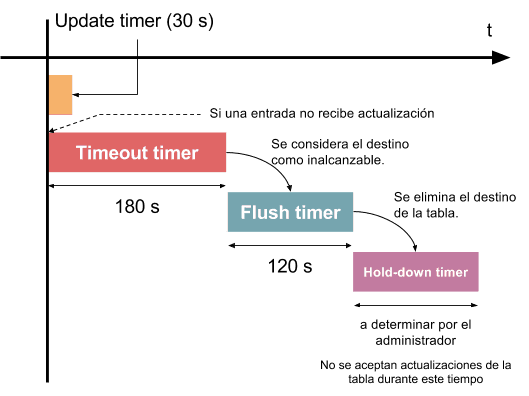 Update timer (30 s)
t
Si una entrada no recibe actualización
Timeout timer
Se considera el destino
como inalcanzable.
180 s
Flush timer
Se elimina el destino
de la tabla.
120 s
Hold-down timer
a determinar por el
administrador
No se aceptan actualizaciones de la
tabla durante este tiempo